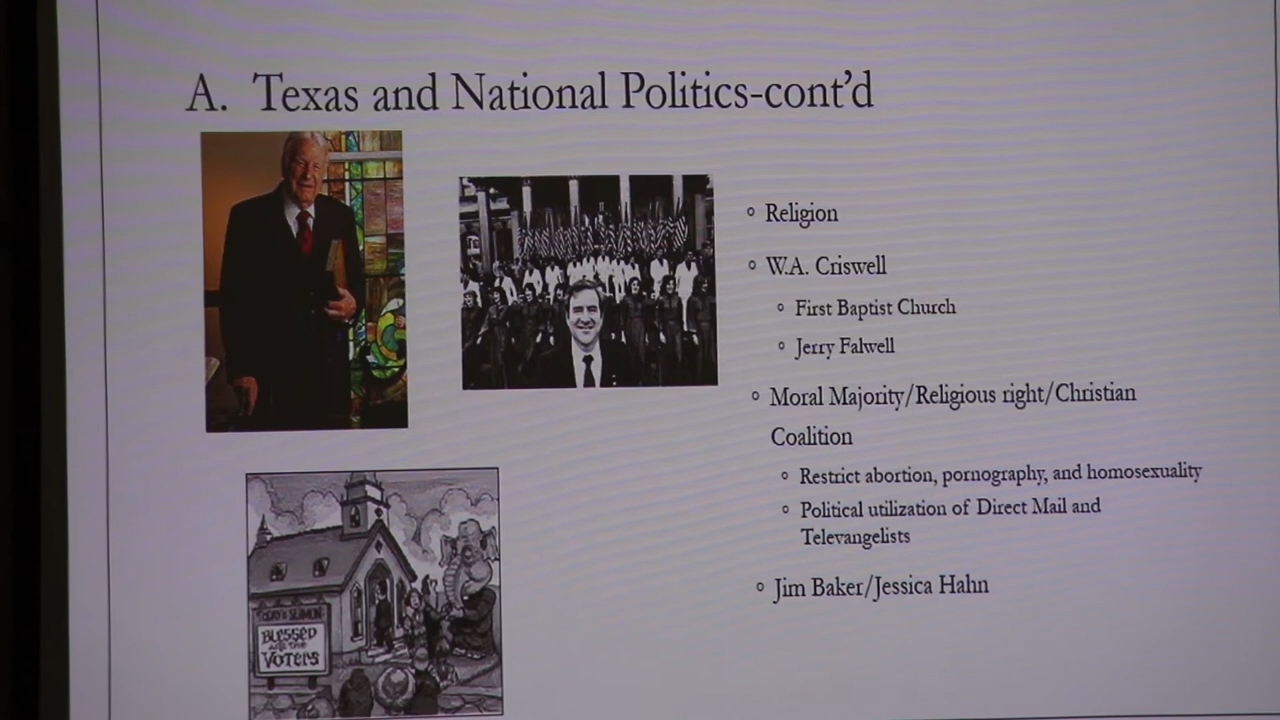 A. Texas and National Politics-cont’d
Religion
W.A. Criswell
First Baptist Church
Jerry Falwell
Moral Majority/Religious right/Christian
Coalition
Restrict abortion, pornography, and homosexuality
Political utilization of Direct Mail and
Televangelists
Jim Baker/Jessica Hahn
TODAY'S SERMON
BLESSED
ARE THE
VOTERS